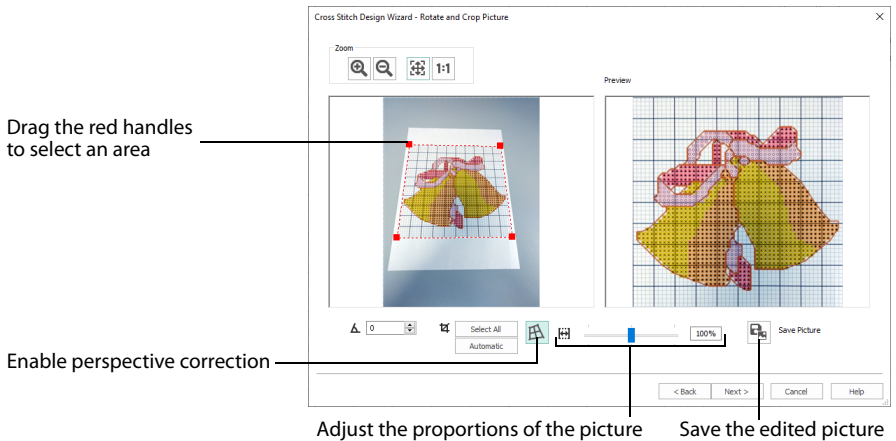 Cross Stitch Design Wizard - Rotate and Crop Picture
Zoom
1:1
Preview
Drag the red handles
to select an area
0
Select All
Automatic
100%
Save Picture
Enable perspective correction
< Back
Next >
Cancel
Help
Adjust the proportions of the picture
Save the edited picture